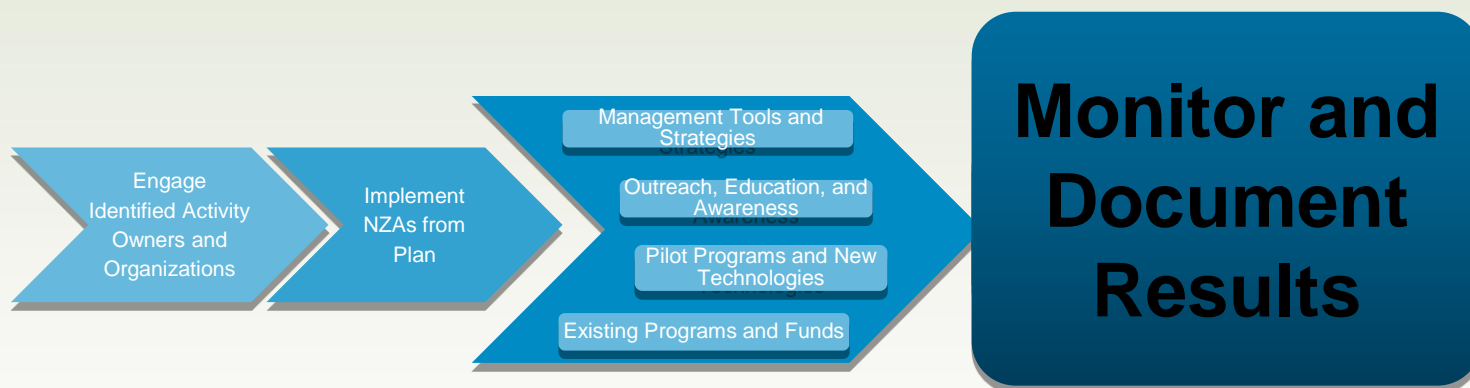 Engage
Identified Activity
Owners and
Organizations
Implement
NZAs from
Plan
Management Tools and
Strategies
Outreach, Education, and
Awareness
Pilot Programs and New
Technologies
Existing Programs and Funds
Monitor and
Document
Results